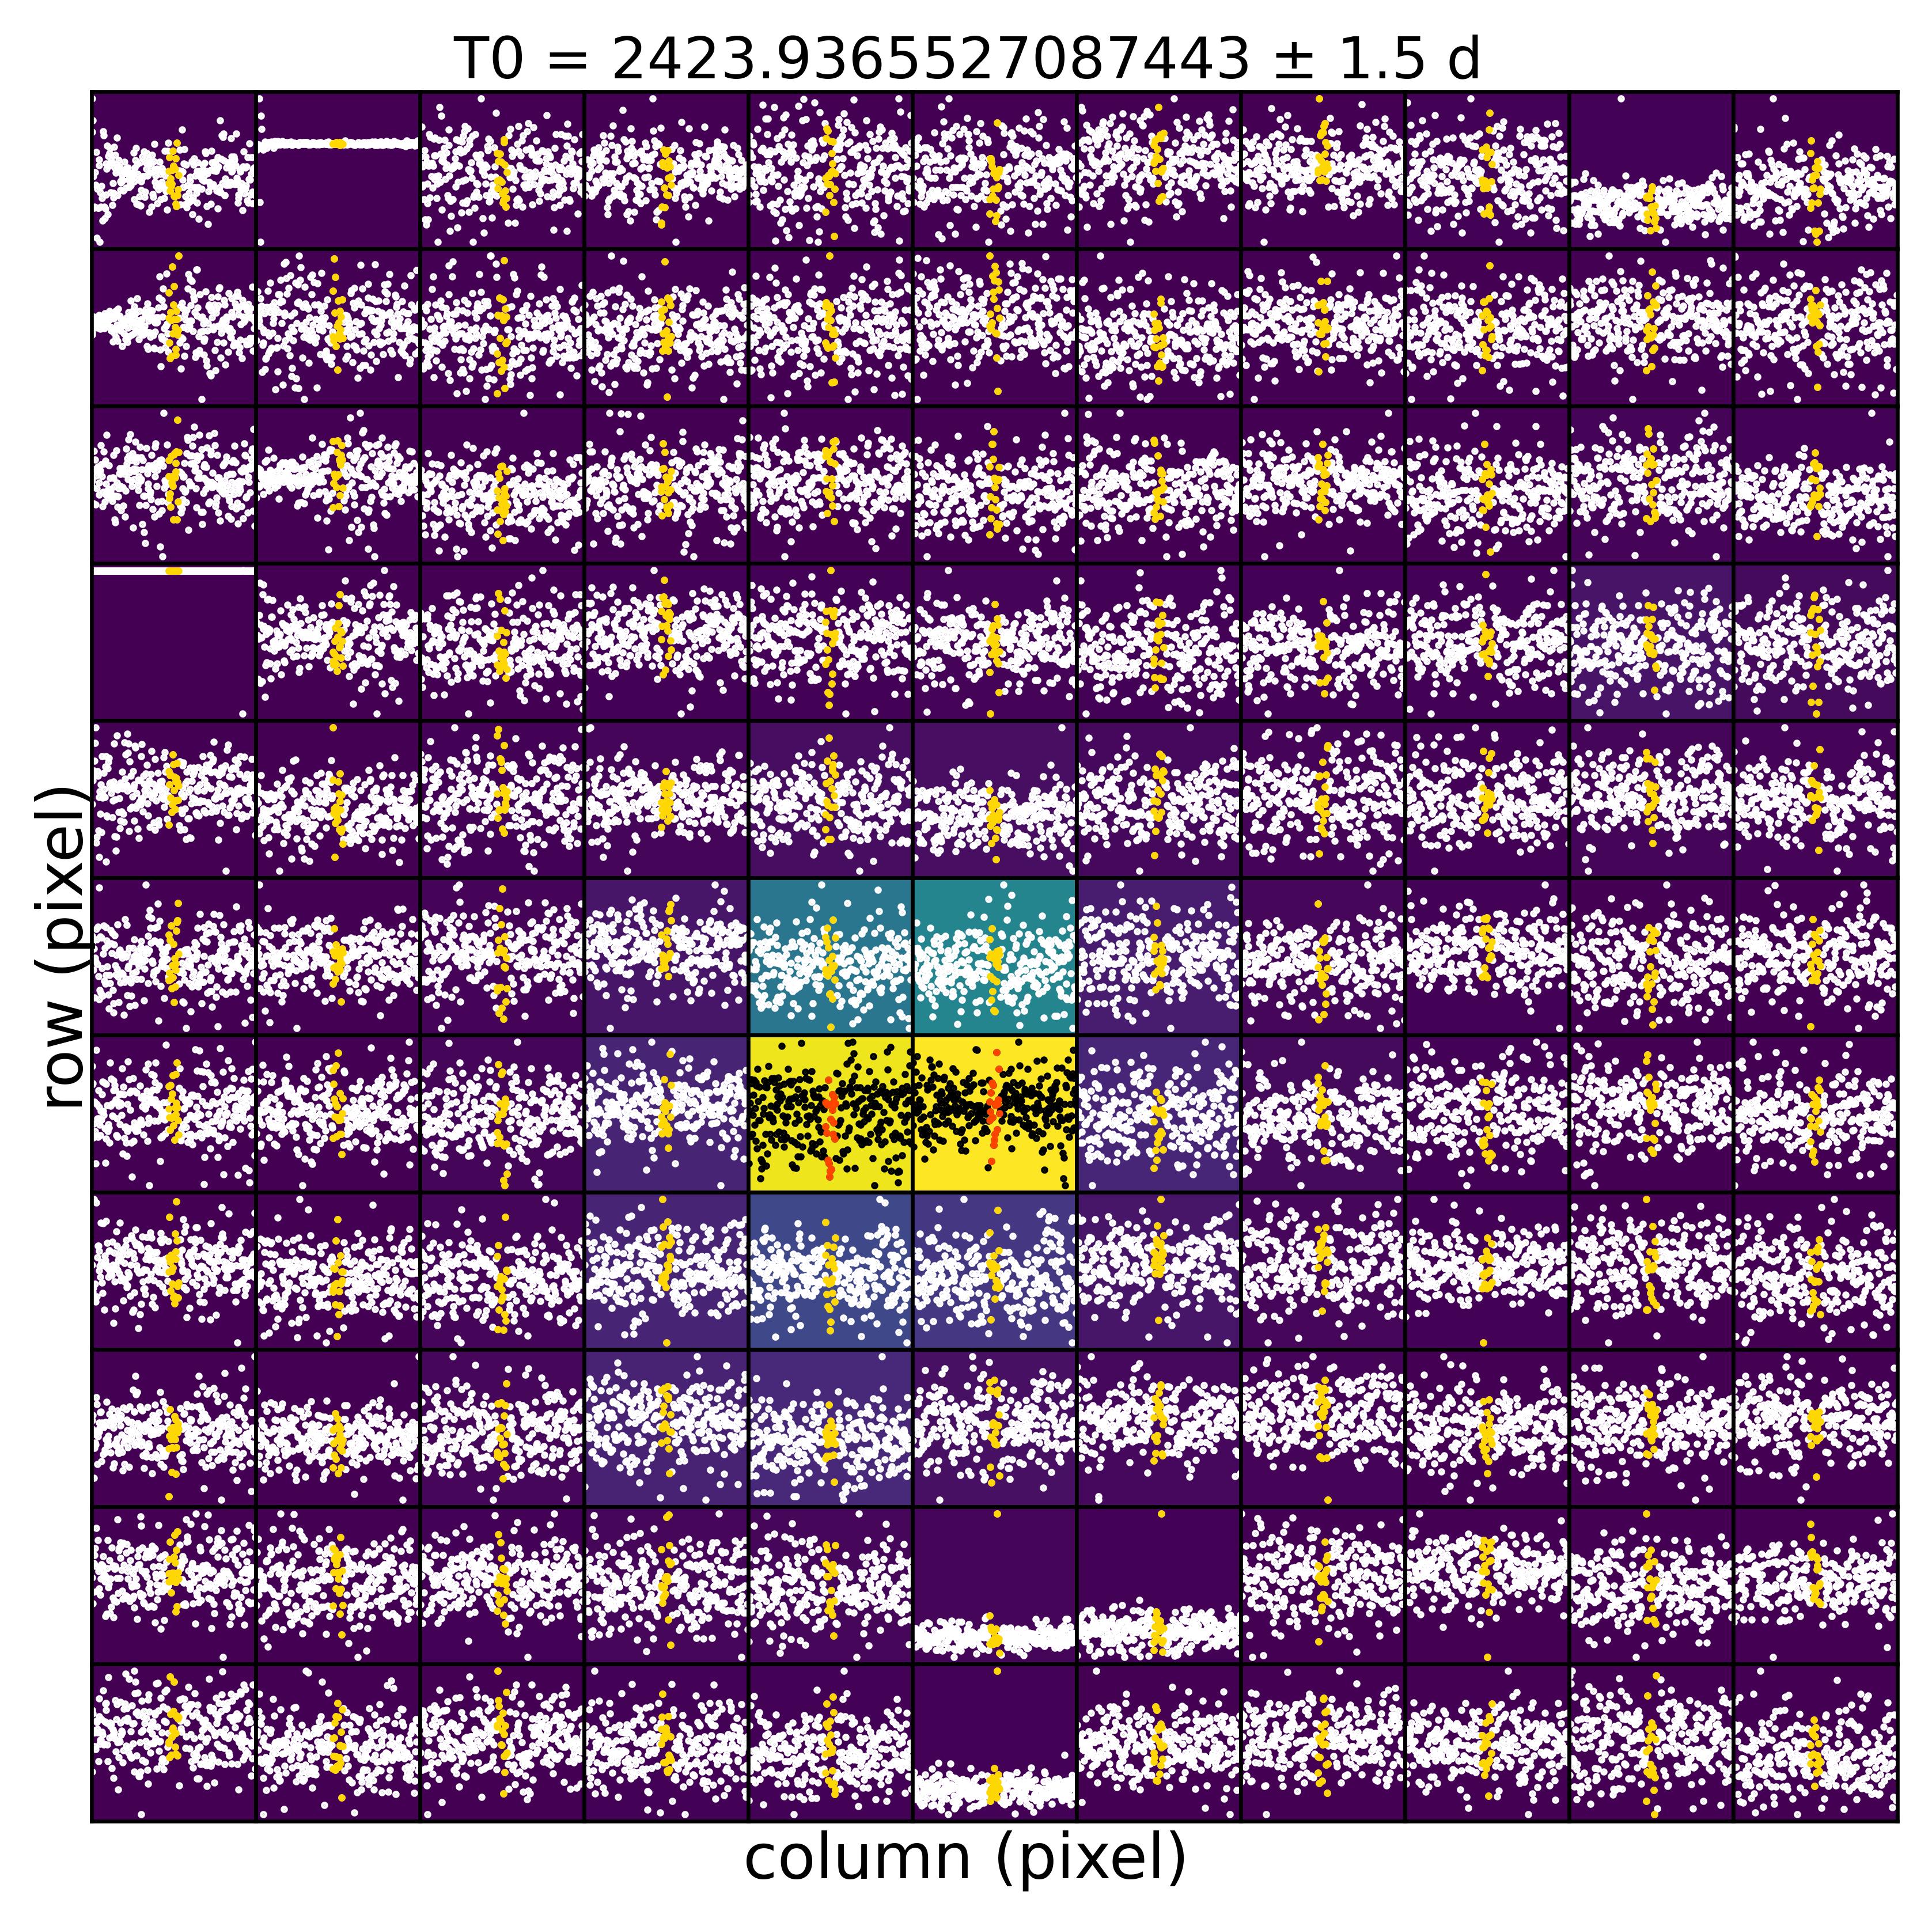 T0 = 2423.9365527087443 ± 1.5 d
row (pixel)
column (pixel)